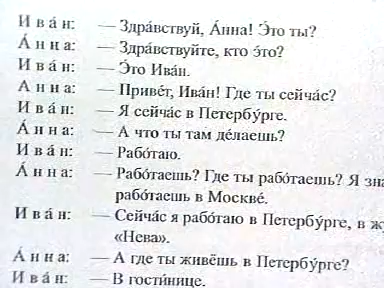 Ива́н: — Здра́вствуй, А́нна! Э́то ты?
А́нна: — Здра́вствуйте, кто э́то?
Ива́н: — Э́то Ива́н.
А́нна: — Приве́т, Ива́н! Где ты сейча́с?
Ива́н: — Я сейча́с в Петербу́рге.
А́нна: — А что ты там де́лаешь?
Ива́н: — Рабо́таю.
А́нна: — Рабо́таешь? Где ты рабо́таешь? Я
рабо́таешь в Москве́.
Ива́н: — Сейча́с я рабо́таю в Петербу́рге, в
«Нева».
А́нна: — А где ты живёшь в Петербу́рге?
Ива́н: — В гости́нице.